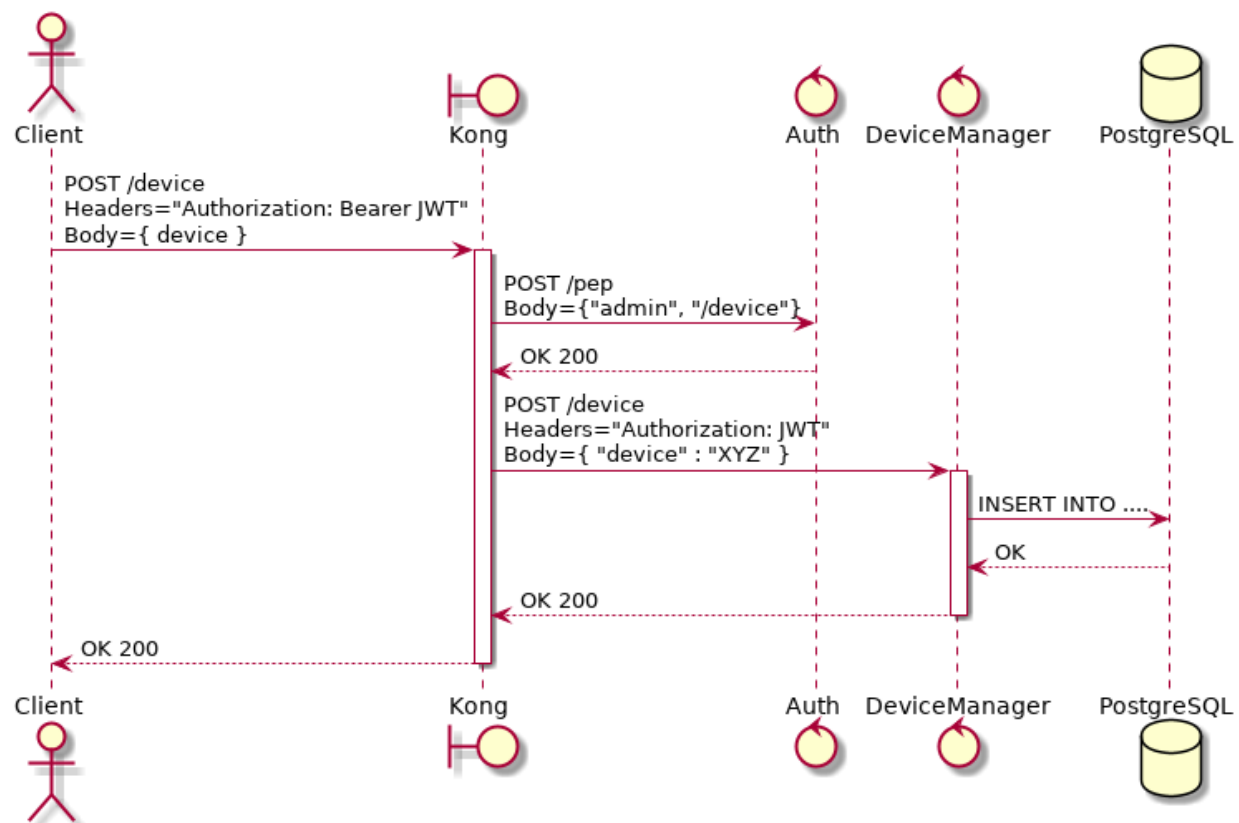 Client
Kong
Auth
DeviceManager
PostgreSQL
POST /device
Headers="Authorization: Bearer JWT"
Body={ device }
POST /pep
Body={"admin", "/device"}
OK 200
POST /device
Headers="Authorization: JWT"
Body={ "device" : "XYZ" }
INSERT INTO ....
OK
OK 200
OK 200
Client
Kong
Auth
DeviceManager
PostgreSQL